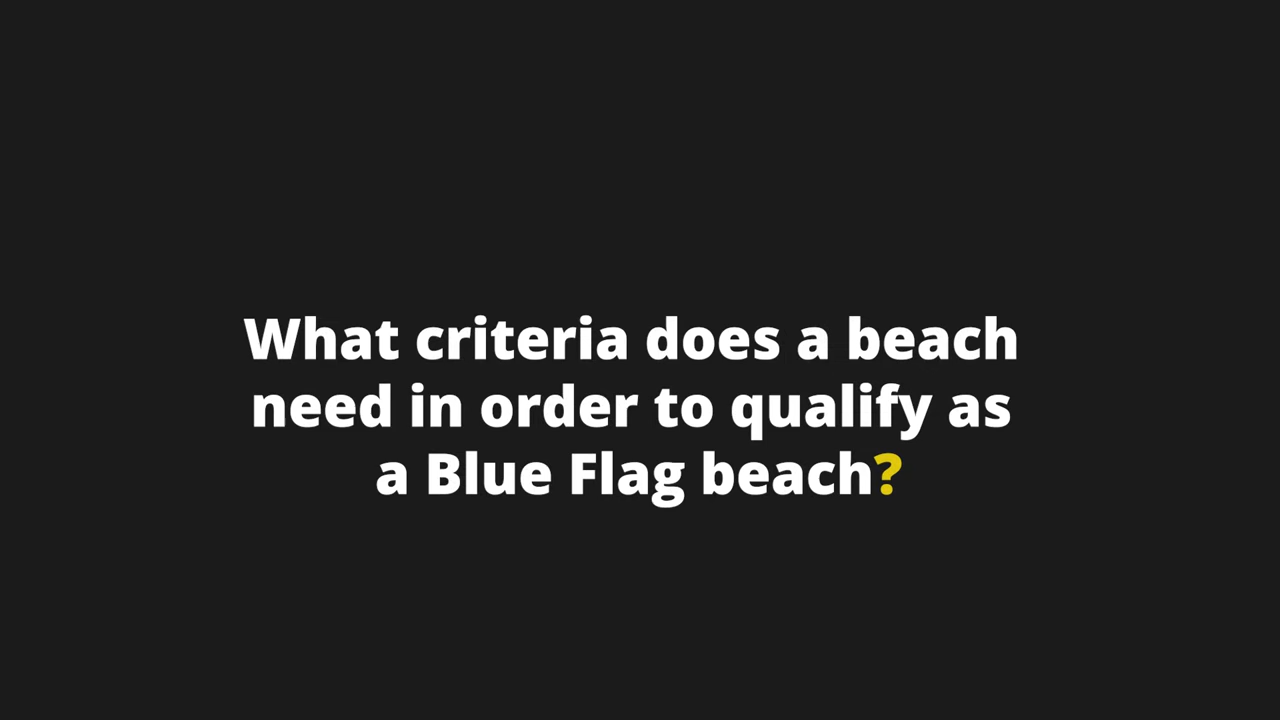 What criteria does a beach
need in order to qualify as
a Blue Flag beach?